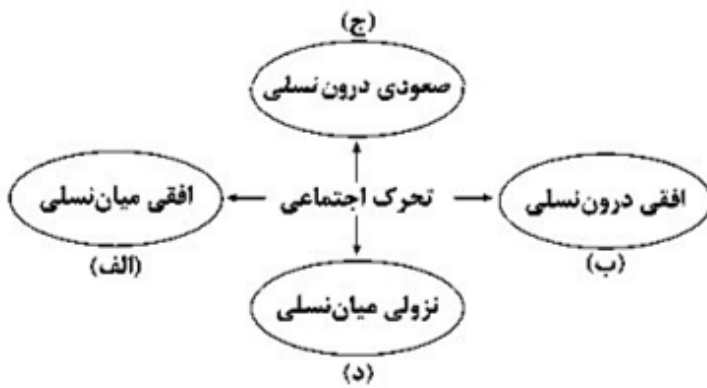 (ج)
صعودی درون‌نسلی
افقی درون‌نسلی
تحرک اجتماعی
افقی میان‌نسلی
(ب)
(الف)
نزولی میان‌نسلی
(د)